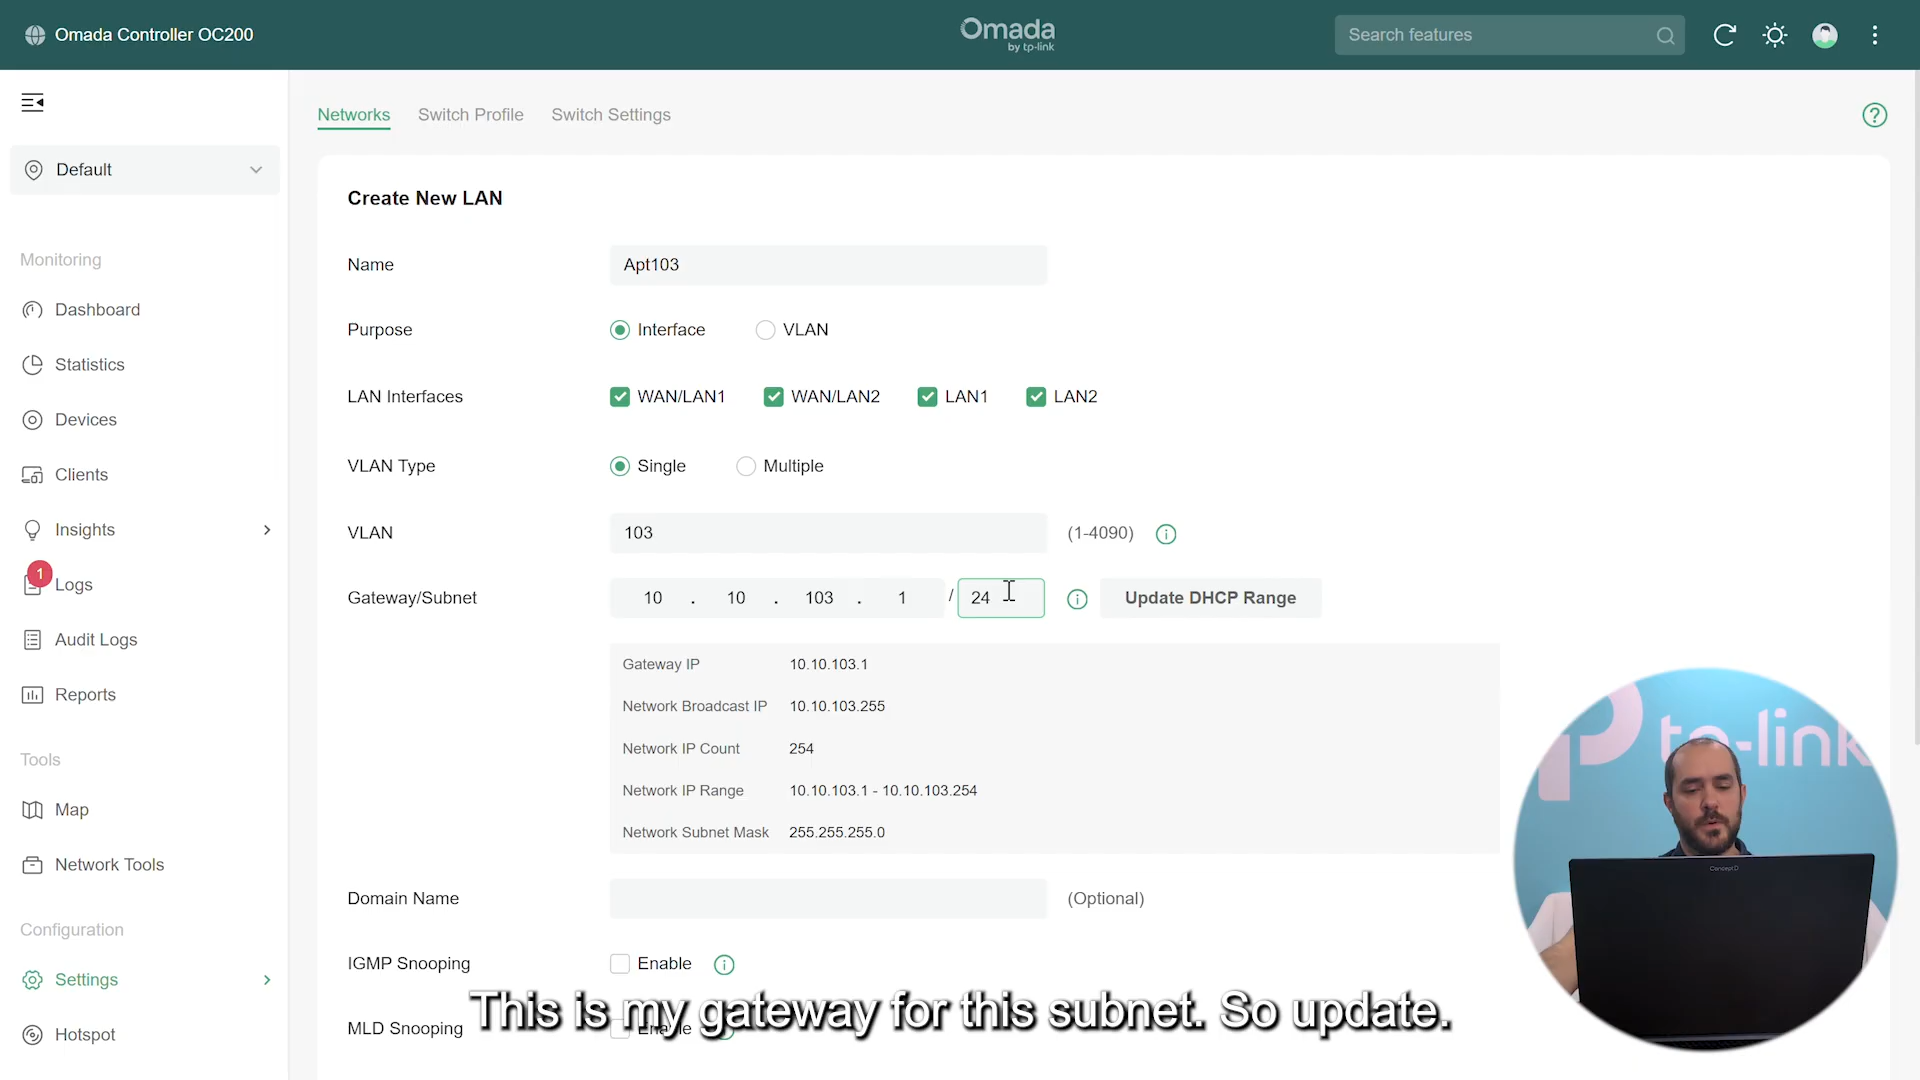 Omada Controller OC200
Omada
by tp-link
Search features
Default
Monitoring
Dashboard
Statistics
Devices
Clients
Insights
1
Logs
Audit Logs
Reports
Tools
Map
Network Tools
Configuration
Settings
Hotspot
Networks Switch Profile Switch Settings
?
Create New LAN
Name Apt103
Purpose Interface VLAN
LAN Interfaces WAN/LAN1 WAN/LAN2 LAN1 LAN2
VLAN Type Single Multiple
VLAN 103 (1-4090)
Gateway/Subnet 10 . 10 . 103 . 1 / 24 Update DHCP Range
Gateway IP 10.10.103.1
Network Broadcast IP 10.10.103.255
Network IP Count 254
Network IP Range 10.10.103.1 - 10.10.103.254
Network Subnet Mask 255.255.255.0
Domain Name (Optional)
IGMP Snooping Enable
MLD Snooping Enable
This is my gateway for this subnet. So update.
tp-link
ConceptD